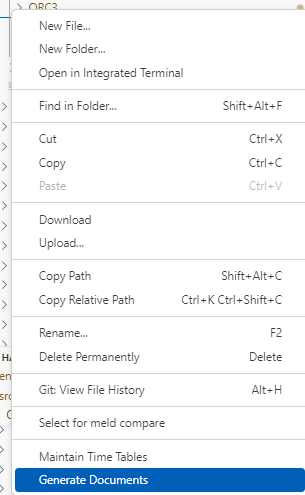 ORC3
New File...
New Folder...
Open in Integrated Terminal
Find in Folder... Shift+Alt+F
Cut Ctrl+X
Copy Ctrl+C
Paste Ctrl+V
Download
Upload...
Copy Path Shift+Alt+C
Copy Relative Path Ctrl+K Ctrl+Shift+C
Rename... F2
Delete Permanently Delete
Git: View File History Alt+H
Select for meld compare
Maintain Time Tables
Generate Documents